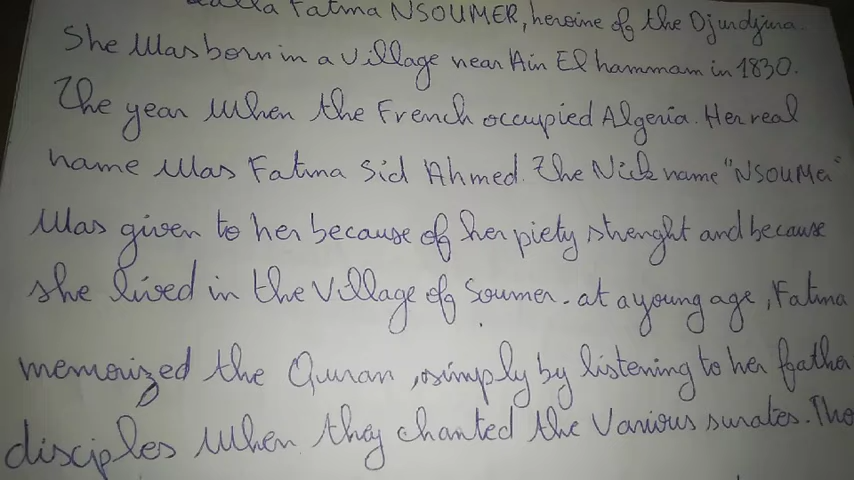 Fatma NSOUMER, heroine of the Djurdjura.
She Was born in a village near Ain El hammam in 1830.
The year When the French occupied Algeria. Her real
name Was Fatma Sid Ahmed. The Nick name "NSOUMer"
Was given to her because of her piety strenght and because
she lived in the Village of Soumer. at a young age, Fatma
memorized the Quran, simply by listening to her father
disciples When they chanted the Various surates.